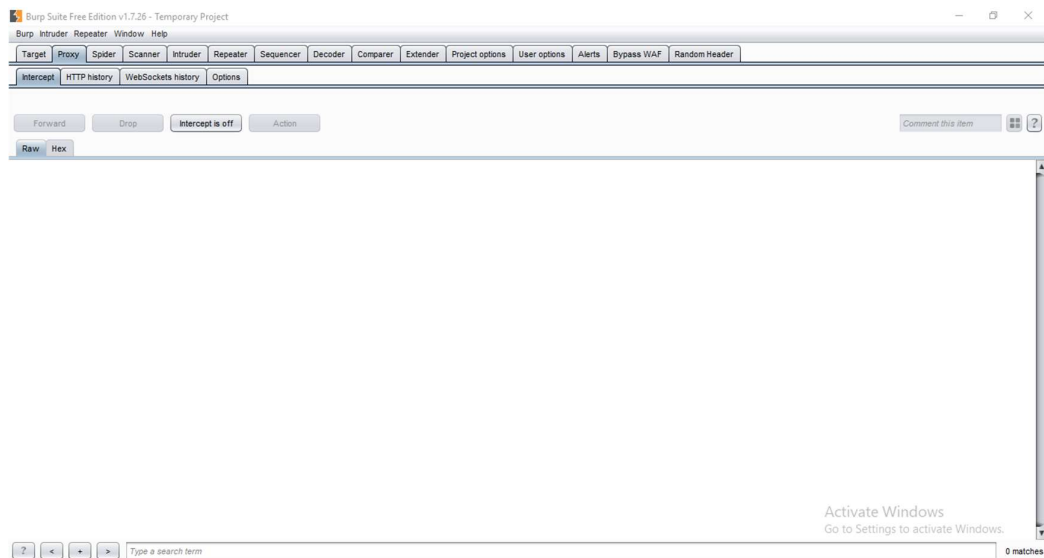 Burp Suite Free Edition v1.7.26 - Temporary Project
Burp Intruder Repeater Window Help
Target Proxy Spider Scanner Intruder Repeater Sequencer Decoder Comparer Extender Project options User options Alerts Bypass WAF Random Header
Intercept HTTP history WebSockets history Options
Forward Drop Intercept is off Action Comment this item ?
Raw Hex
Activate Windows
Go to Settings to activate Windows.
? < + > Type a search term 0 matches